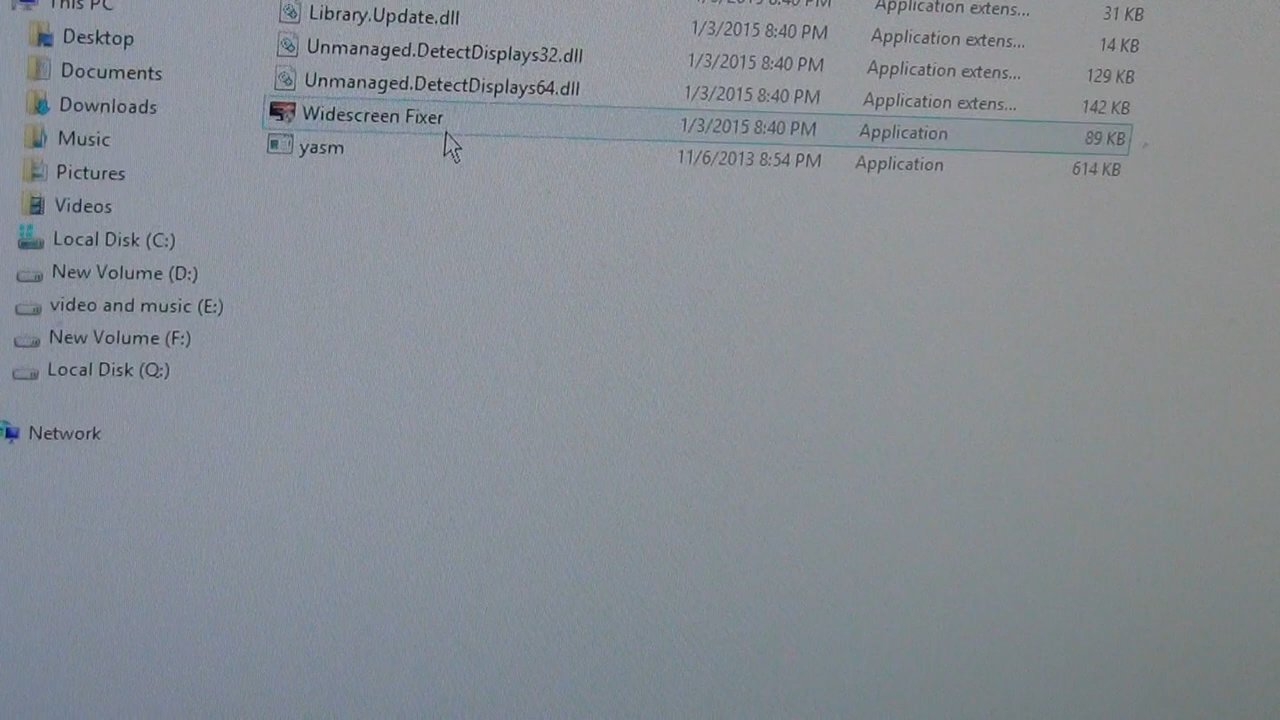 This PC
Desktop
Documents
Downloads
Music
Pictures
Videos
Local Disk (C:)
New Volume (D:)
video and music (E:)
New Volume (F:)
Local Disk (Q:)
Network
Application extens... 31 KB
Library.Update.dll 1/3/2015 8:40 PM Application extens... 14 KB
Unmanaged.DetectDisplays32.dll 1/3/2015 8:40 PM Application extens... 129 KB
Unmanaged.DetectDisplays64.dll 1/3/2015 8:40 PM Application extens... 142 KB
Widescreen Fixer 1/3/2015 8:40 PM Application 89 KB
yasm 11/6/2013 8:54 PM Application 614 KB